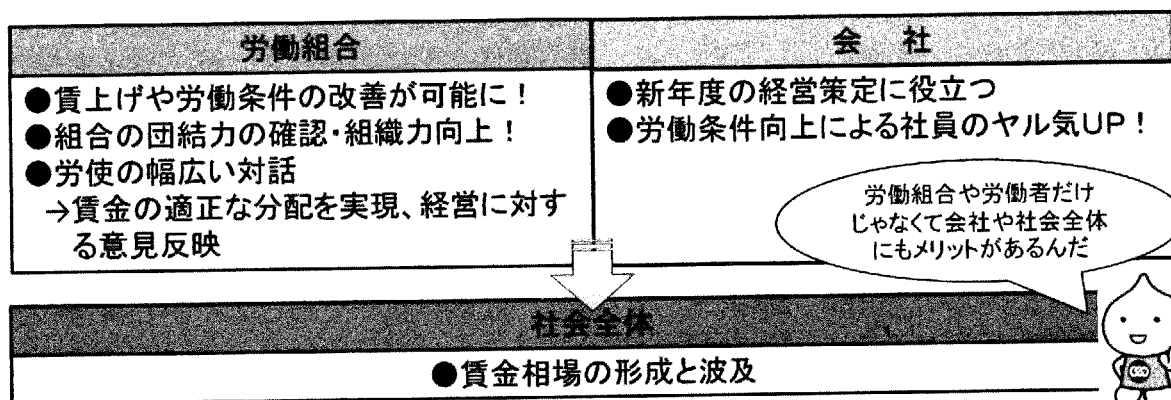 労働組合
●賃上げや労働条件の改善が可能に！
●組合の団結力の確認・組織力向上！
●労使の幅広い対話
→賃金の適正な分配を実現、経営に対す
る意見反映
会 社
●新年度の経営策定に役立つ
●労働条件向上による社員のヤル気UP！
労働組合や労働者だけ
じゃなくて会社や社会全体
にもメリットがあるんだ
社会全体
●賃金相場の形成と波及